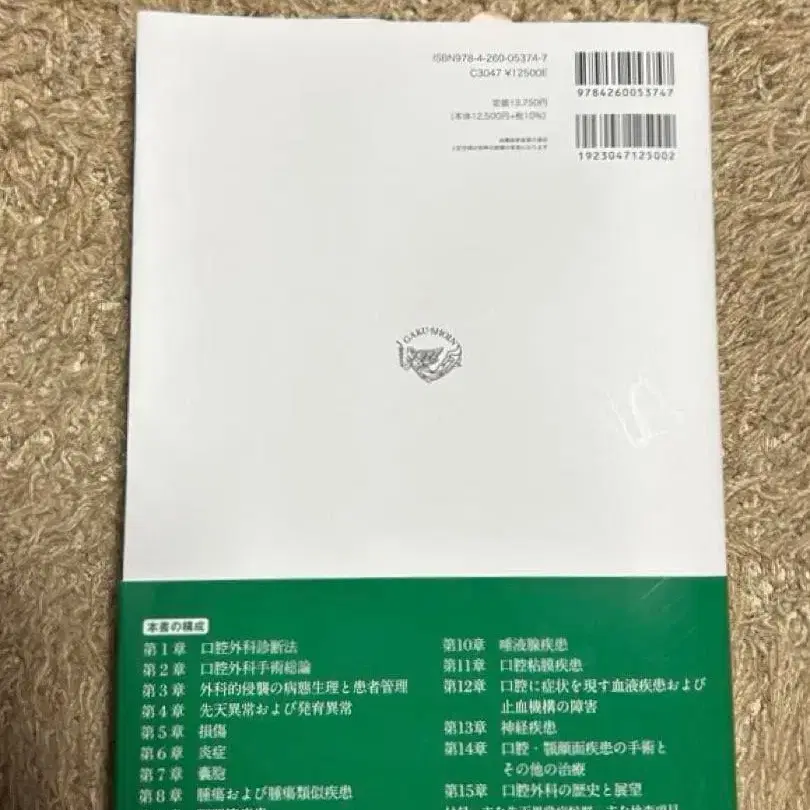 ISBN978-4-260-05374-7
C3047 ¥12500E
9784260053747
定価13,750円
(本体12,500円+税10%)
1923047125002
本書の構成
第1章 口腔外科診断法
第2章 口腔外科手術総論
第3章 外科的侵襲の病態生理と患者管理
第4章 先天異常および発育異常
第5章 損傷
第6章 炎症
第7章 嚢胞
第8章 腫瘍および腫瘍類似疾患
第10章 唾液腺疾患
第11章 口腔粘膜疾患
第12章 口腔に症状を現す血液疾患および
止血機構の障害
第13章 神経疾患
第14章 口腔・顎顔面疾患の手術と
その他の治療
第15章 口腔外科の歴史と展望